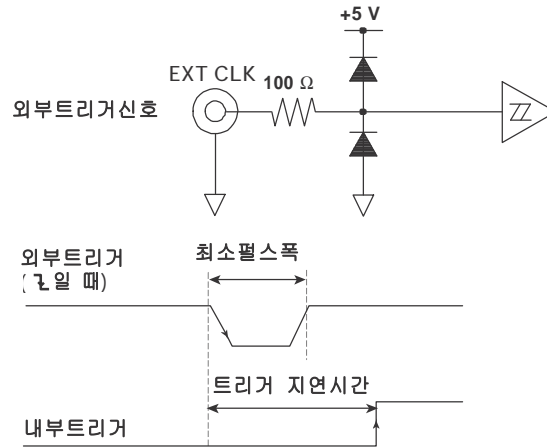 +5 V
EXT CLK
100 Ω
외부트리거신호
외부트리거
최소펄스폭
( 일 때)
트리거 지연시간
내부트리거